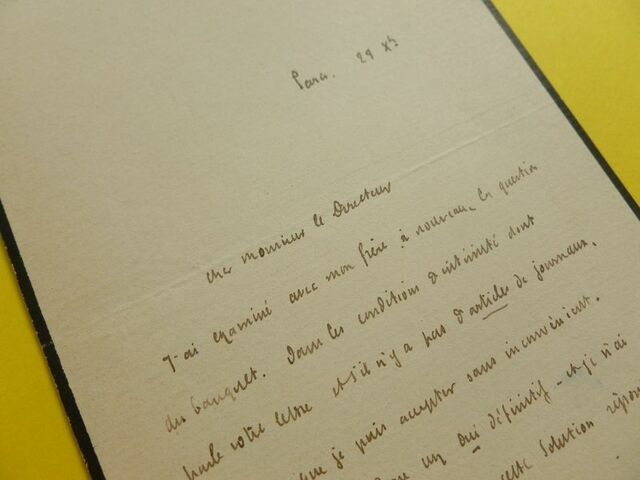 Paris. 29 Xbre
Cher monsieur le Directeur
J'ai examiné avec mon frère à nouveau la question
du banquet. Dans les conditions d'intimité dont
parle votre lettre et s'il n'y a pas d'articles de journaux,
que je puis accepter sans inconvénient.
un oui définitif - et je n'ai
cette solution